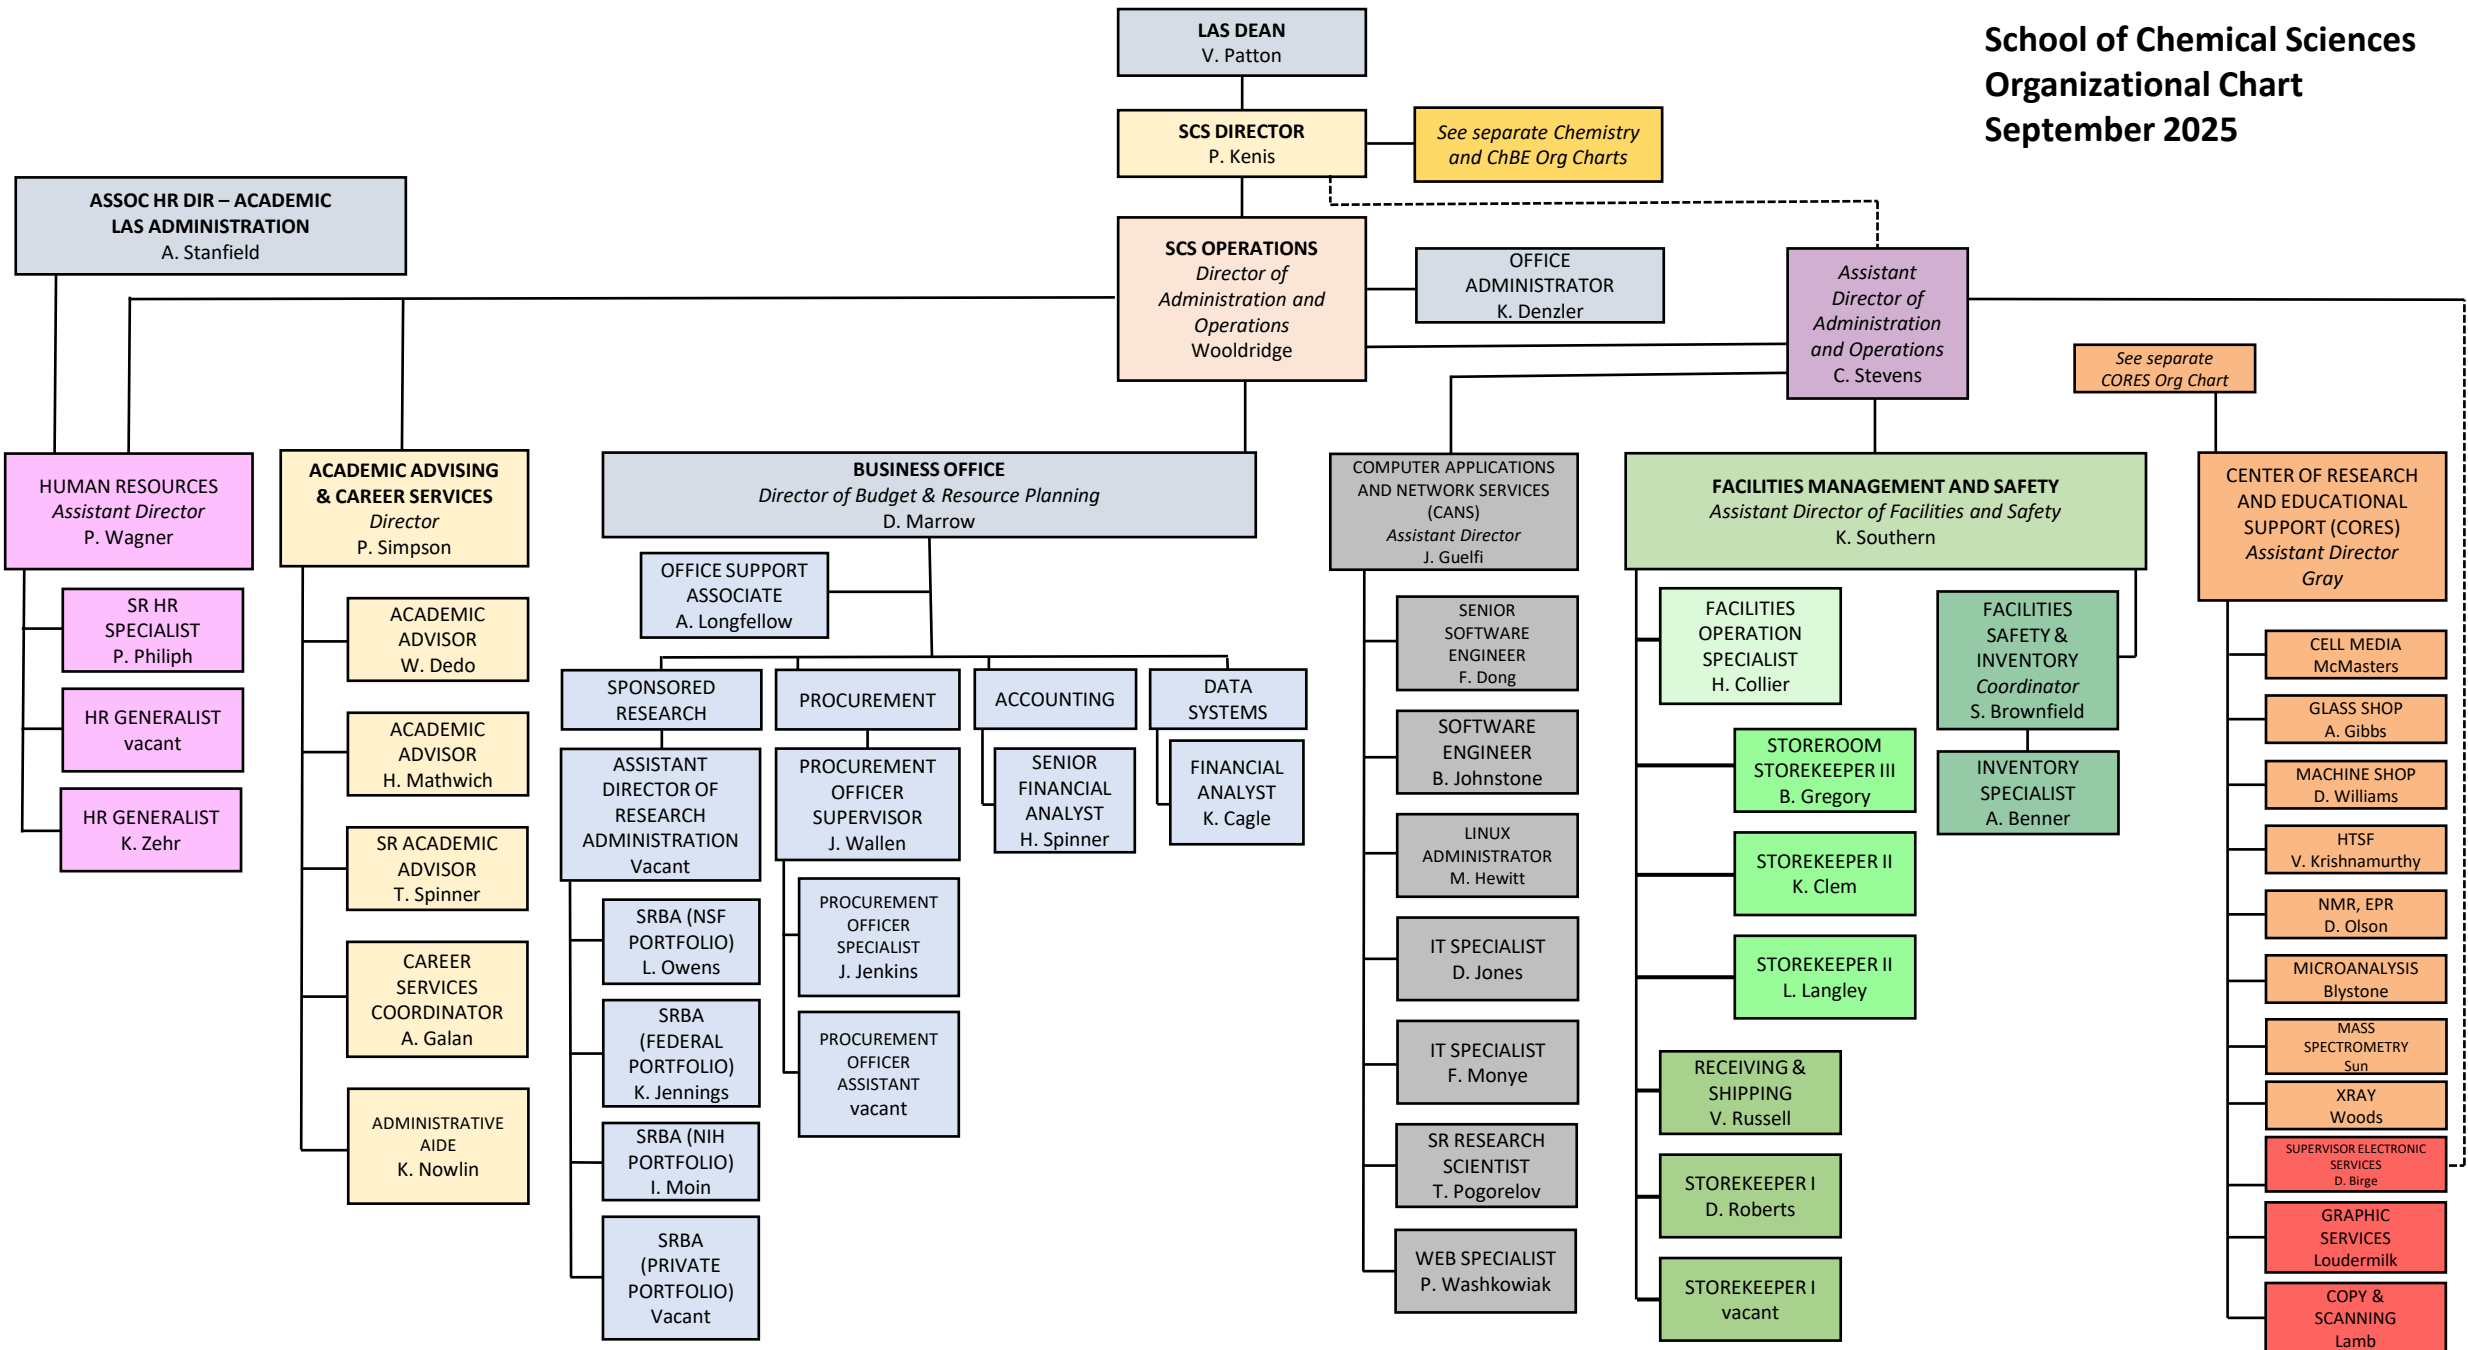 School of Chemical Sciences
Organizational Chart
September 2025
LAS DEAN
V. Patton
SCS DIRECTOR
P. Kenis
See separate Chemistry
and ChBE Org Charts
ASSOC HR DIR – ACADEMIC
LAS ADMINISTRATION
A. Stanfield
SCS OPERATIONS
Director of
Administration and
Operations
Wooldridge
OFFICE
ADMINISTRATOR
K. Denzler
Assistant
Director of
Administration
and Operations
C. Stevens
See separate
CORES Org Chart
HUMAN RESOURCES
Assistant Director
P. Wagner
SR HR
SPECIALIST
P. Philiph
HR GENERALIST
vacant
HR GENERALIST
K. Zehr
ACADEMIC ADVISING
& CAREER SERVICES
Director
P. Simpson
ACADEMIC
ADVISOR
W. Dedo
ACADEMIC
ADVISOR
H. Mathwich
SR ACADEMIC
ADVISOR
T. Spinner
CAREER
SERVICES
COORDINATOR
A. Galan
ADMINISTRATIVE
AIDE
K. Nowlin
BUSINESS OFFICE
Director of Budget & Resource Planning
D. Marrow
OFFICE SUPPORT
ASSOCIATE
A. Longfellow
SPONSORED
RESEARCH
ASSISTANT
DIRECTOR OF
RESEARCH
ADMINISTRATION
Vacant
SRBA (NSF
PORTFOLIO)
L. Owens
SRBA
(FEDERAL
PORTFOLIO)
K. Jennings
SRBA (NIH
PORTFOLIO)
I. Moin
SRBA
(PRIVATE
PORTFOLIO)
Vacant
PROCUREMENT
PROCUREMENT
OFFICER
SUPERVISOR
J. Wallen
PROCUREMENT
OFFICER
SPECIALIST
J. Jenkins
PROCUREMENT
OFFICER
ASSISTANT
vacant
ACCOUNTING
SENIOR
FINANCIAL
ANALYST
H. Spinner
DATA
SYSTEMS
FINANCIAL
ANALYST
K. Cagle
COMPUTER APPLICATIONS
AND NETWORK SERVICES
(CANS)
Assistant Director
J. Guelfi
SENIOR
SOFTWARE
ENGINEER
F. Dong
SOFTWARE
ENGINEER
B. Johnstone
LINUX
ADMINISTRATOR
M. Hewitt
IT SPECIALIST
D. Jones
IT SPECIALIST
F. Monye
SR RESEARCH
SCIENTIST
T. Pogorelov
WEB SPECIALIST
P. Washkowiak
FACILITIES MANAGEMENT AND SAFETY
Assistant Director of Facilities and Safety
K. Southern
FACILITIES
OPERATION
SPECIALIST
H. Collier
STOREROOM
STOREKEEPER III
B. Gregory
STOREKEEPER II
K. Clem
STOREKEEPER II
L. Langley
RECEIVING &
SHIPPING
V. Russell
STOREKEEPER I
D. Roberts
STOREKEEPER I
vacant
FACILITIES
SAFETY &
INVENTORY
Coordinator
S. Brownfield
INVENTORY
SPECIALIST
A. Benner
CENTER OF RESEARCH
AND EDUCATIONAL
SUPPORT (CORES)
Assistant Director
Gray
CELL MEDIA
McMasters
GLASS SHOP
A. Gibbs
MACHINE SHOP
D. Williams
HTSF
V. Krishnamurthy
NMR, EPR
D. Olson
MICROANALYSIS
Blystone
MASS
SPECTROMETRY
Sun
XRAY
Woods
SUPERVISOR ELECTRONIC
SERVICES
D. Birge
GRAPHIC
SERVICES
Loudermilk
COPY &
SCANNING
Lamb